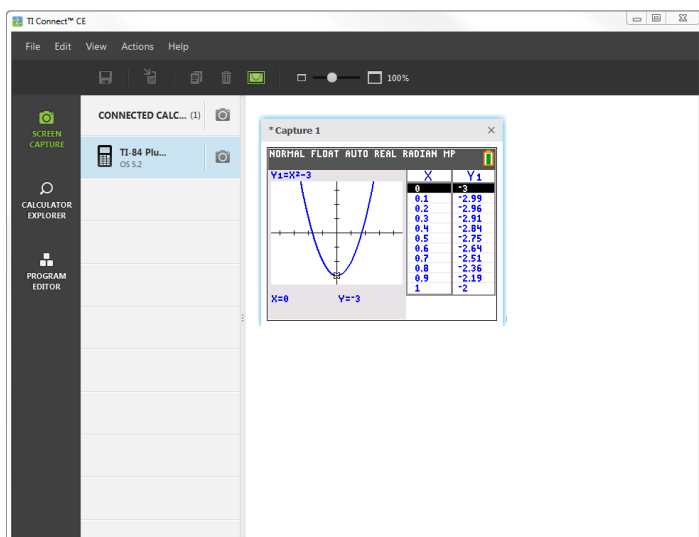 TI Connect™ CE
File Edit View Actions Help
100%
SCREEN
CAPTURE
CALCULATOR
EXPLORER
PROGRAM
EDITOR
CONNECTED CALC... (1)
TI-84 Plu...
OS 5.2
*Capture 1
NORMAL FLOAT AUTO REAL RADIAN MP
Y1=X²-3
X Y1
0 -3
0.1 -2.99
0.2 -2.96
0.3 -2.91
0.4 -2.84
0.5 -2.75
0.6 -2.64
0.7 -2.51
0.8 -2.36
0.9 -2.19
1 -2
X=0 Y=-3